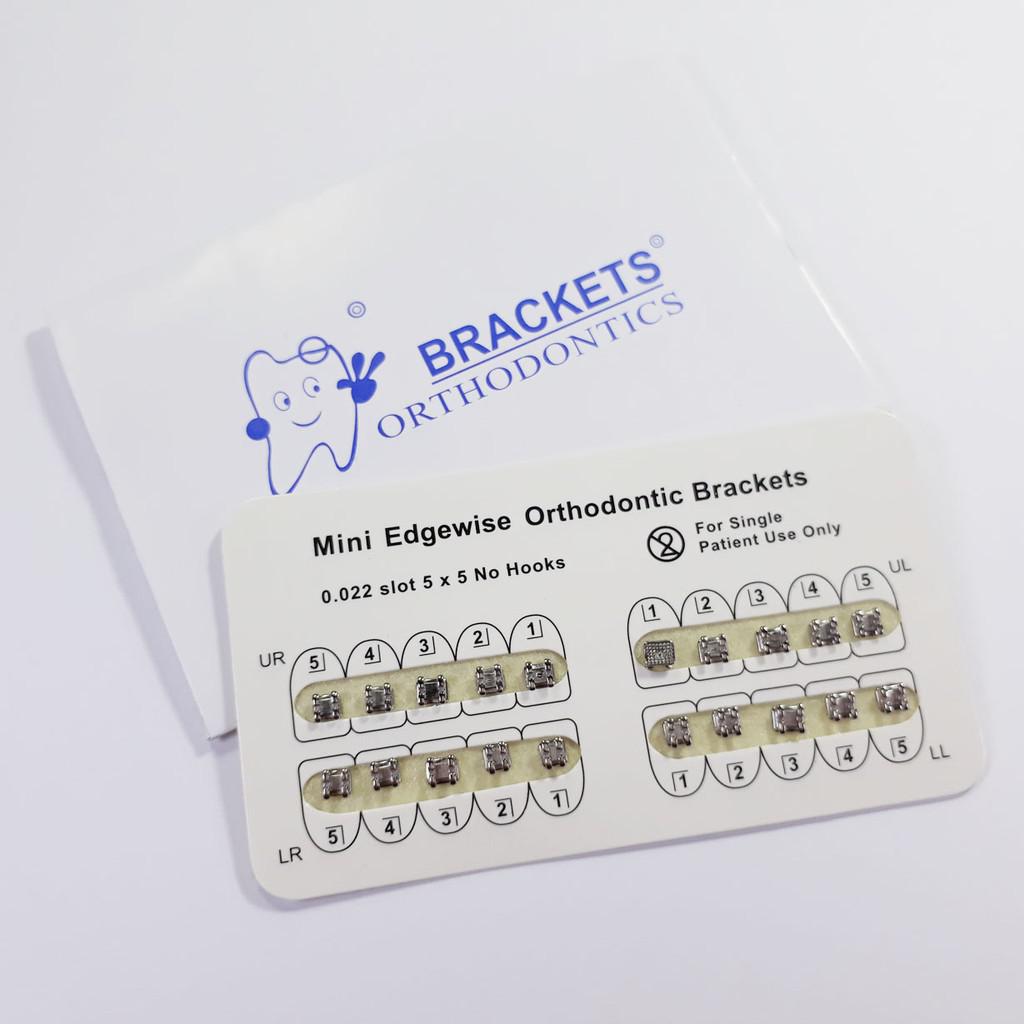 BRACKETS
ORTHODONTICS
Mini Edgewise Orthodontic Brackets
0.022 slot 5 x 5 No Hooks
For Single
Patient Use Only
UR 5 4 3 2 1
1 2 3 4 5 UL
LR 5 4 3 2 1
1 2 3 4 5 LL